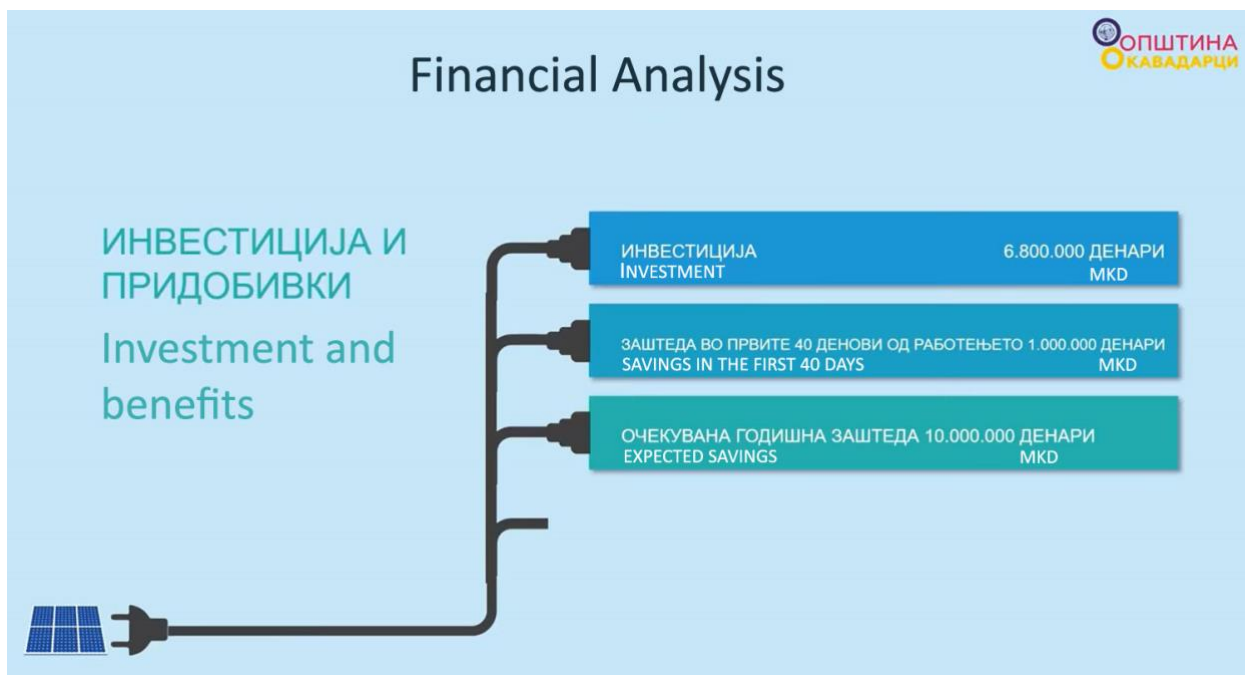 ОПШТИНА
КАВАДАРЦИ
Financial Analysis
ИНВЕСТИЦИЈА И
ПРИДОБИВКИ
Investment and
benefits
ИНВЕСТИЦИЈА 6.800.000 ДЕНАРИ
INVESTMENT MKD
ЗАШТЕДА ВО ПРВИТЕ 40 ДЕНОВИ ОД РАБОТЕЊЕТО 1.000.000 ДЕНАРИ
SAVINGS IN THE FIRST 40 DAYS MKD
ОЧЕКУВАНА ГОДИШНА ЗАШТЕДА 10.000.000 ДЕНАРИ
EXPECTED SAVINGS MKD